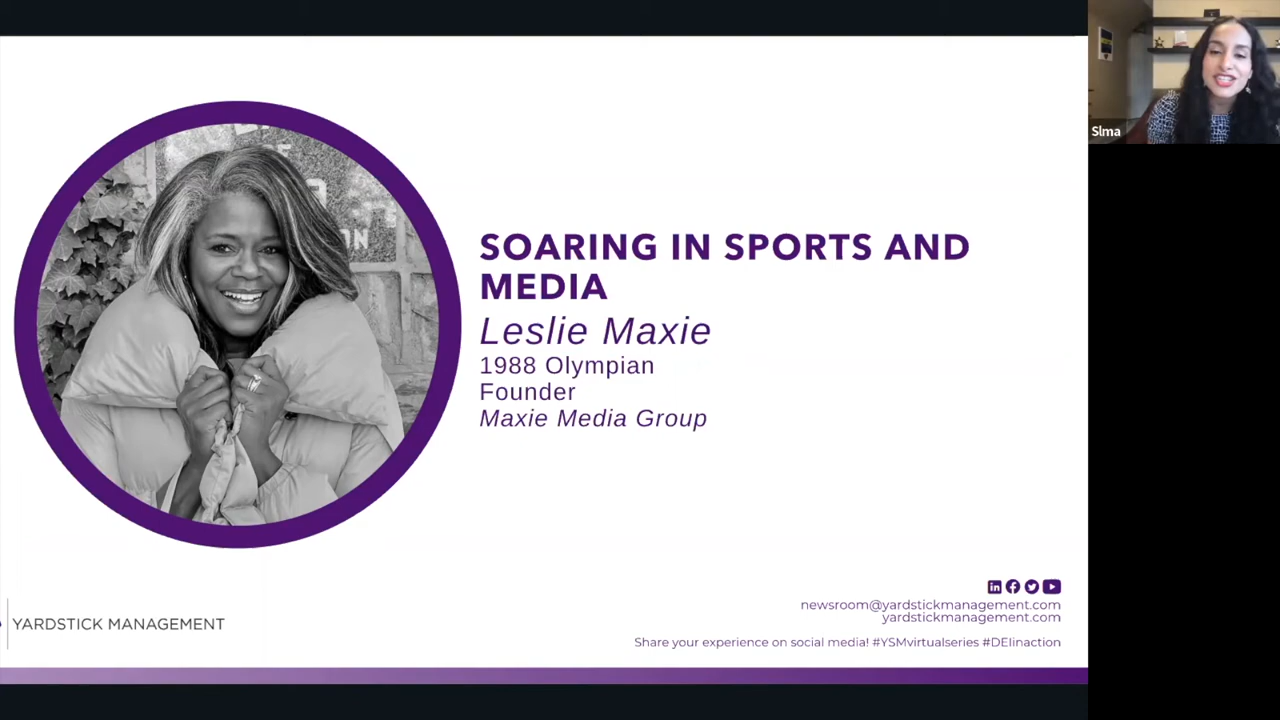 SOARING IN SPORTS AND
MEDIA
Leslie Maxie
1988 Olympian
Founder
Maxie Media Group
Slma
YARDSTICK MANAGEMENT
newsroom@yardstickmanagement.com
yardstickmanagement.com
Share your experience on social media! #YSMvirtualseries #DEIinaction